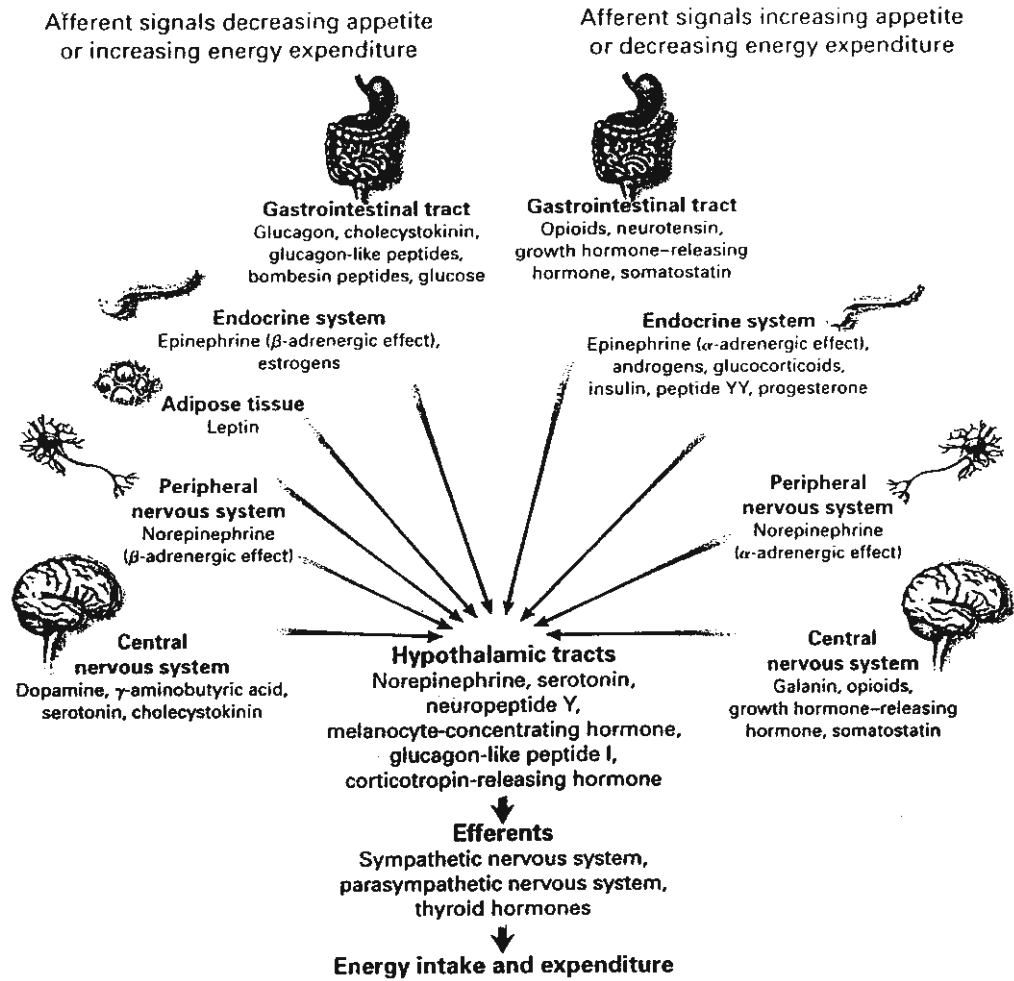 Afferent signals decreasing appetite
or increasing energy expenditure
Afferent signals increasing appetite
or decreasing energy expenditure
Gastrointestinal tract
Glucagon, cholecystokinin,
glucagon-like peptides,
bombesin peptides, glucose
Gastrointestinal tract
Opioids, neurotensin,
growth hormone–releasing
hormone, somatostatin
Endocrine system
Epinephrine (β-adrenergic effect),
estrogens
Endocrine system
Epinephrine (α-adrenergic effect),
androgens, glucocorticoids,
insulin, peptide YY, progesterone
Adipose tissue
Leptin
Peripheral
nervous system
Norepinephrine
(β-adrenergic effect)
Peripheral
nervous system
Norepinephrine
(α-adrenergic effect)
Central
nervous system
Dopamine, γ-aminobutyric acid,
serotonin, cholecystokinin
Central
nervous system
Galanin, opioids,
growth hormone–releasing
hormone, somatostatin
Hypothalamic tracts
Norepinephrine, serotonin,
neuropeptide Y,
melanocyte-concentrating hormone,
glucagon-like peptide I,
corticotropin-releasing hormone
Efferents
Sympathetic nervous system,
parasympathetic nervous system,
thyroid hormones
Energy intake and expenditure